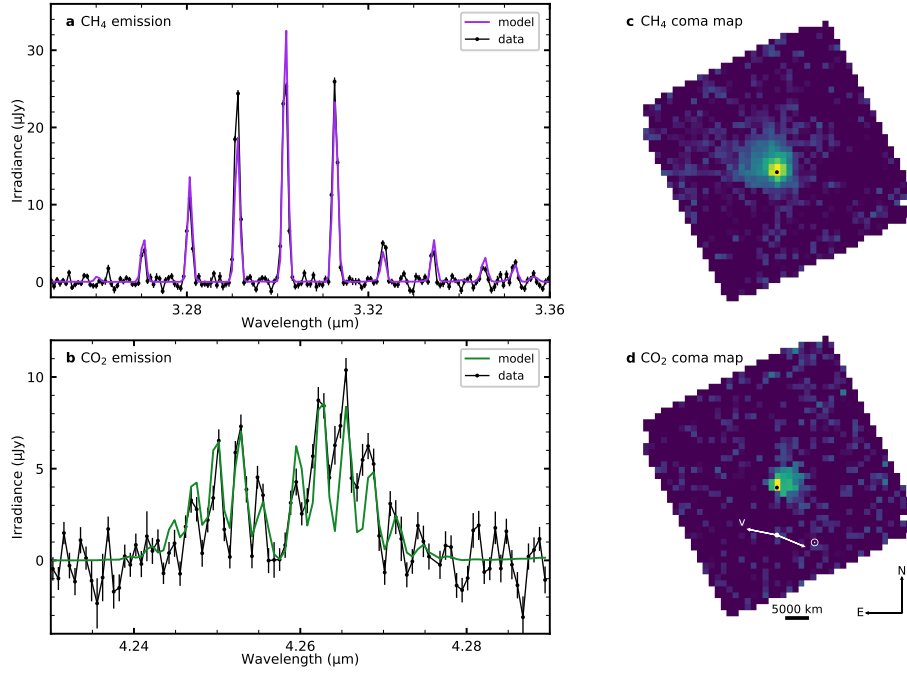 a CH₄ emission
model
data
30
20
10
0
Irradiance (μJy)
3.28
3.32
3.36
Wavelength (μm)
c CH₄ coma map
b CO₂ emission
model
data
10
5
0
Irradiance (μJy)
4.24
4.26
4.28
Wavelength (μm)
d CO₂ coma map
v
⊙
N
E
5000 km